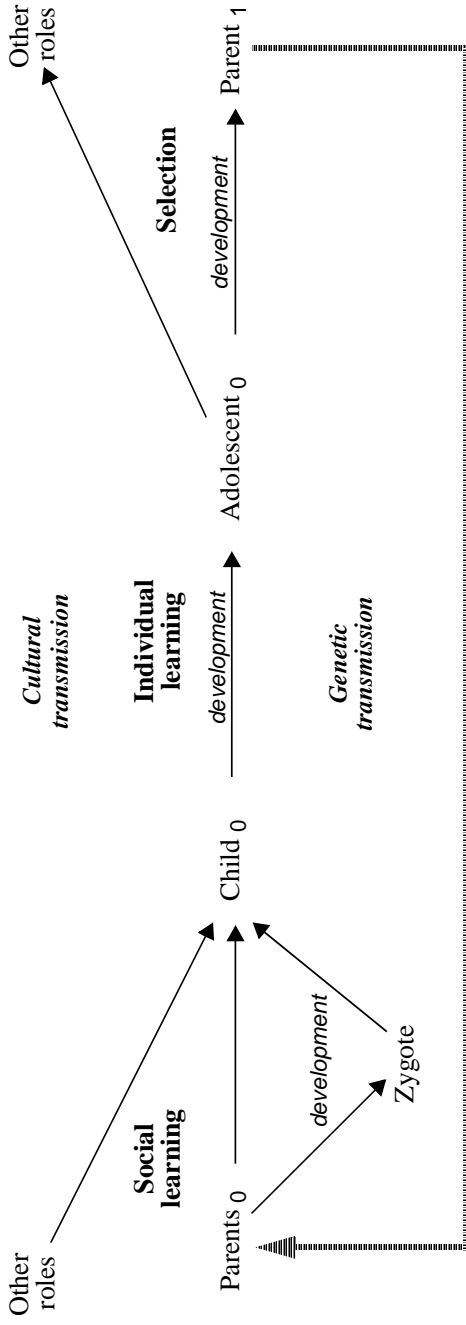 Other
roles
Cultural
transmission
Other
roles
Social
learning
Individual
learning
Selection
Parents 0
Child 0
development
Adolescent 0
development
Parent 1
development
Zygote
Genetic
transmission